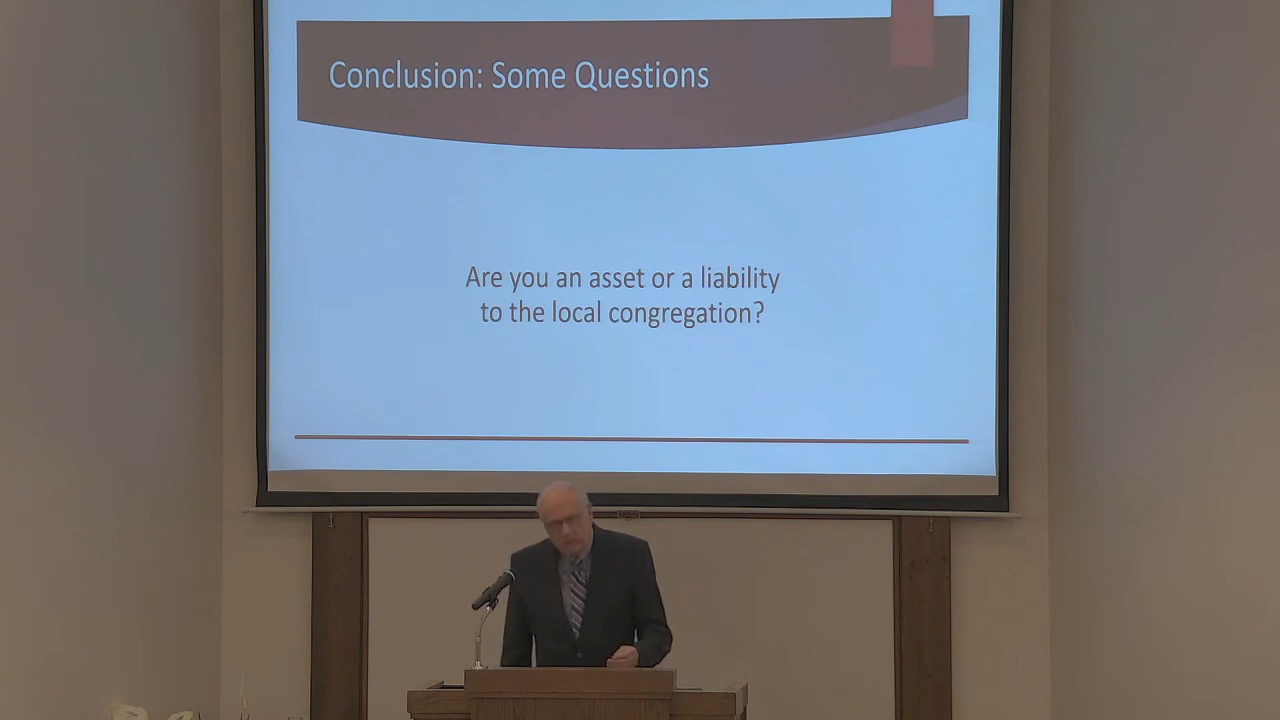 Conclusion: Some Questions
Are you an asset or a liability
to the local congregation?